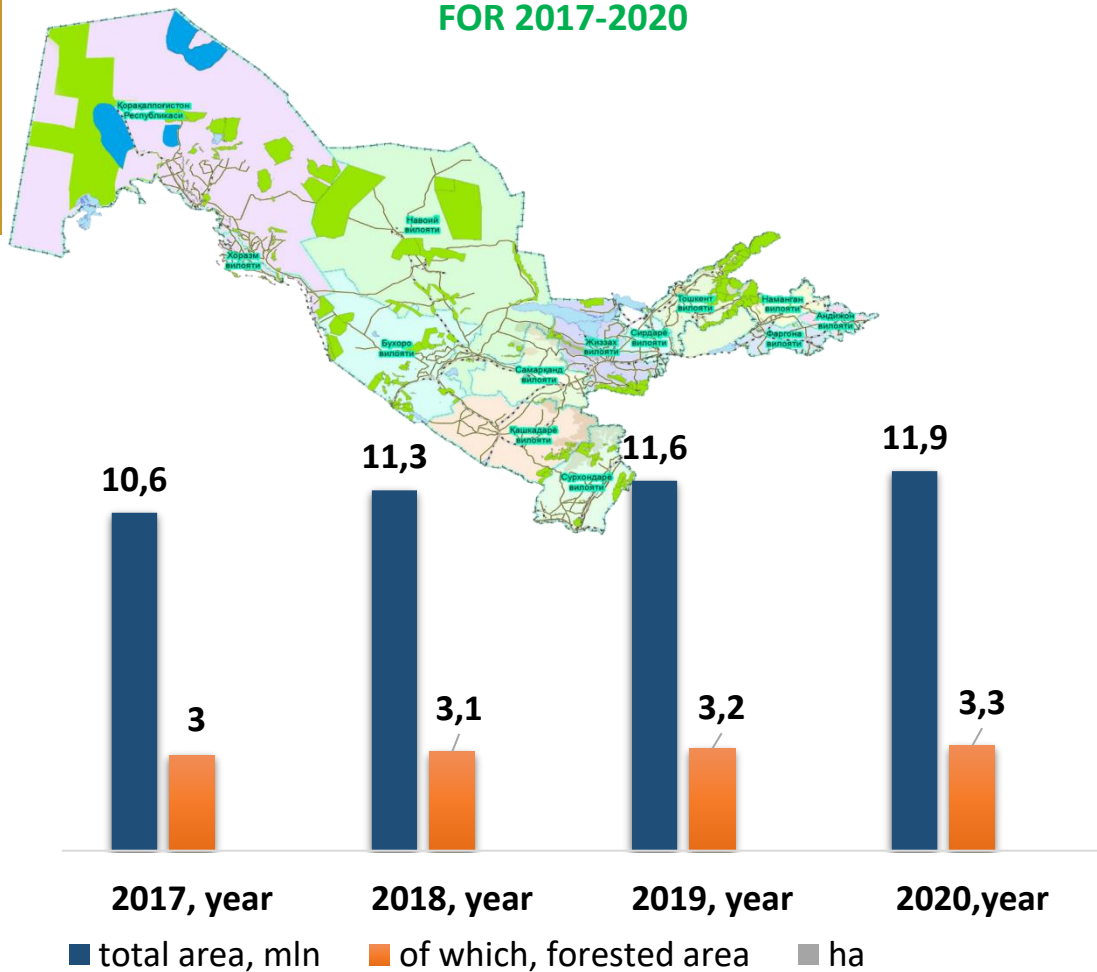 FOR 2017-2020
Қорақалпоғистон
Республикаси
Навоий
вилояти
Хоразм
вилояти
Тошкент
вилояти
Наманган
вилояти
Андижон
вилояти
Фарғона
вилояти
Сирдарё
вилояти
Жиззах
вилояти
Бухоро
вилояти
Самарқанд
вилояти
Қашқадарё
вилояти
Сурхондарё
вилояти
10,6
11,3
11,6
11,9
3
3,1
3,2
3,3
2017, year
2018, year
2019, year
2020,year
total area, mln
of which, forested area
ha